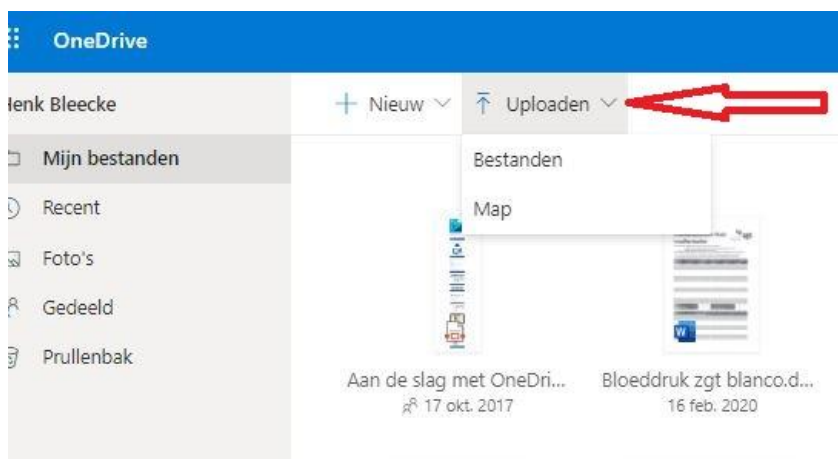 OneDrive
Henk Bleecke
Nieuw
Uploaden
Mijn bestanden
Bestanden
Recent
Map
Foto's
Gedeeld
Prullenbak
Aan de slag met OneDri...
17 okt. 2017
Bloeddruk zgt blanco.d...
16 feb. 2020